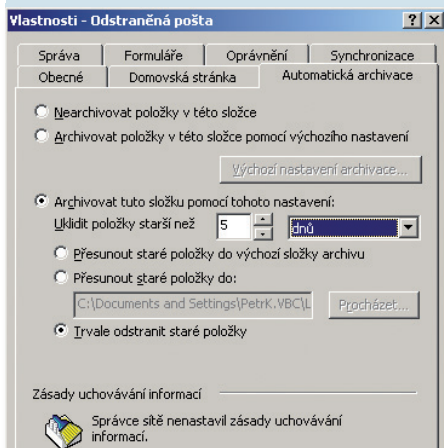 Vlastnosti - Odstraněná pošta
Správa Formuláře Oprávnění Synchronizace
Obecné Domovská stránka Automatická archivace
Nearchivovat položky v této složce
Archivovat položky v této složce pomocí výchozího nastavení
Výchozí nastavení archivace...
Archivovat tuto složku pomocí tohoto nastavení:
Uklidit položky starší než 5 dnů
Přesunout staré položky do výchozí složky archivu
Přesunout staré položky do:
C:\Documents and Settings\PetrK.VBC\L Procházet...
Trvale odstranit staré položky
Zásady uchovávání informací
Správce sítě nenastavil zásady uchovávání
informací.